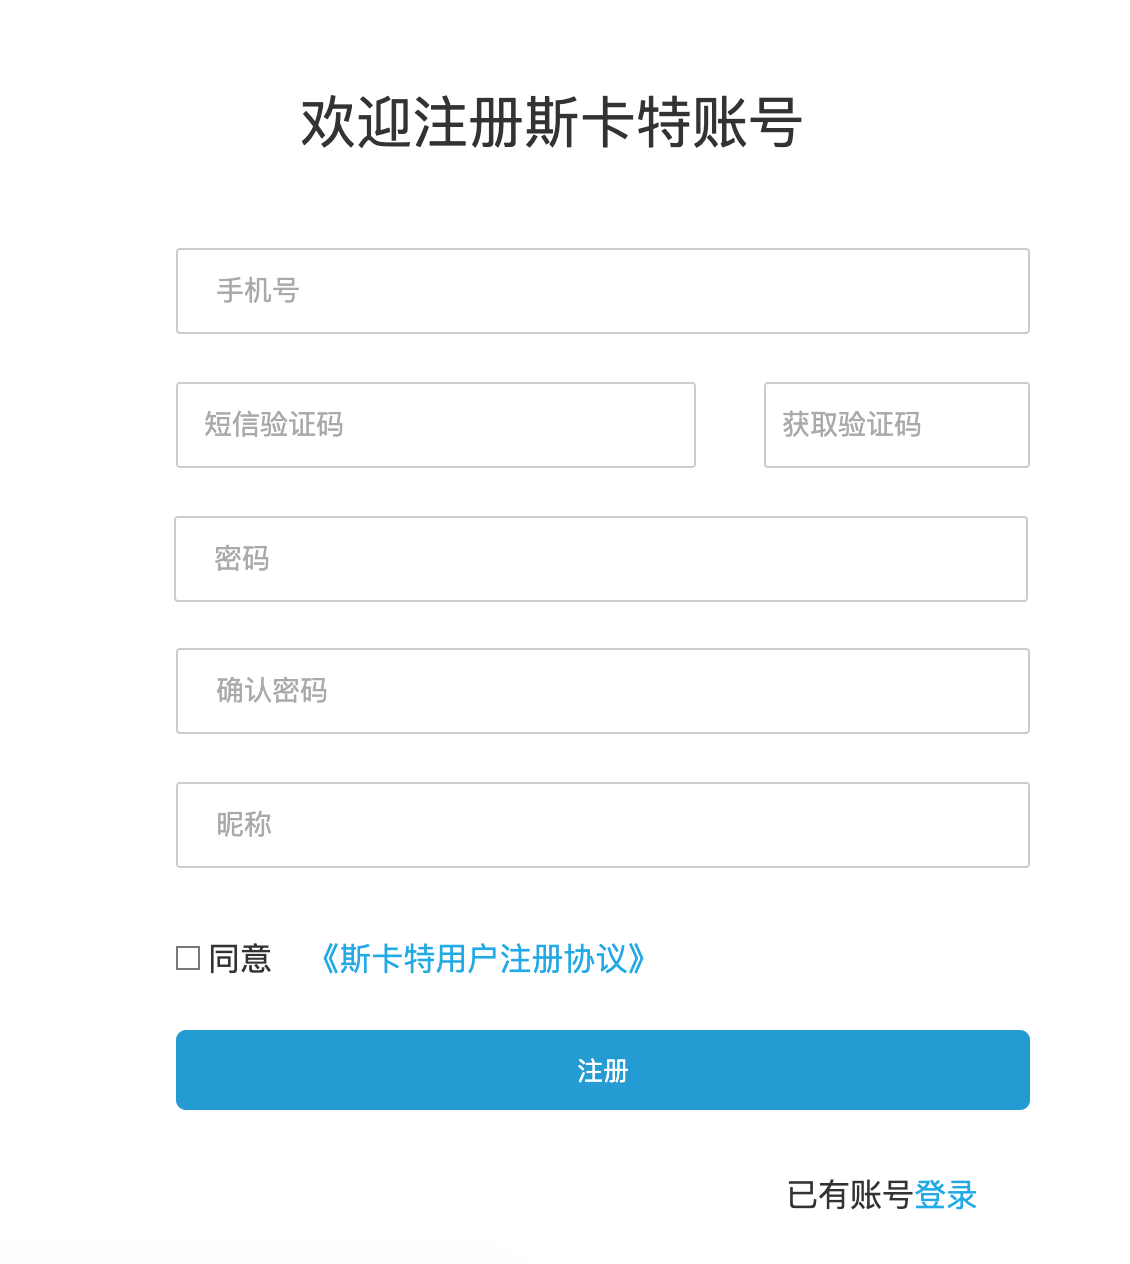 欢迎注册斯卡特账号
手机号
短信验证码 获取验证码
密码
确认密码
昵称
同意 《斯卡特用户注册协议》
注册
已有账号登录